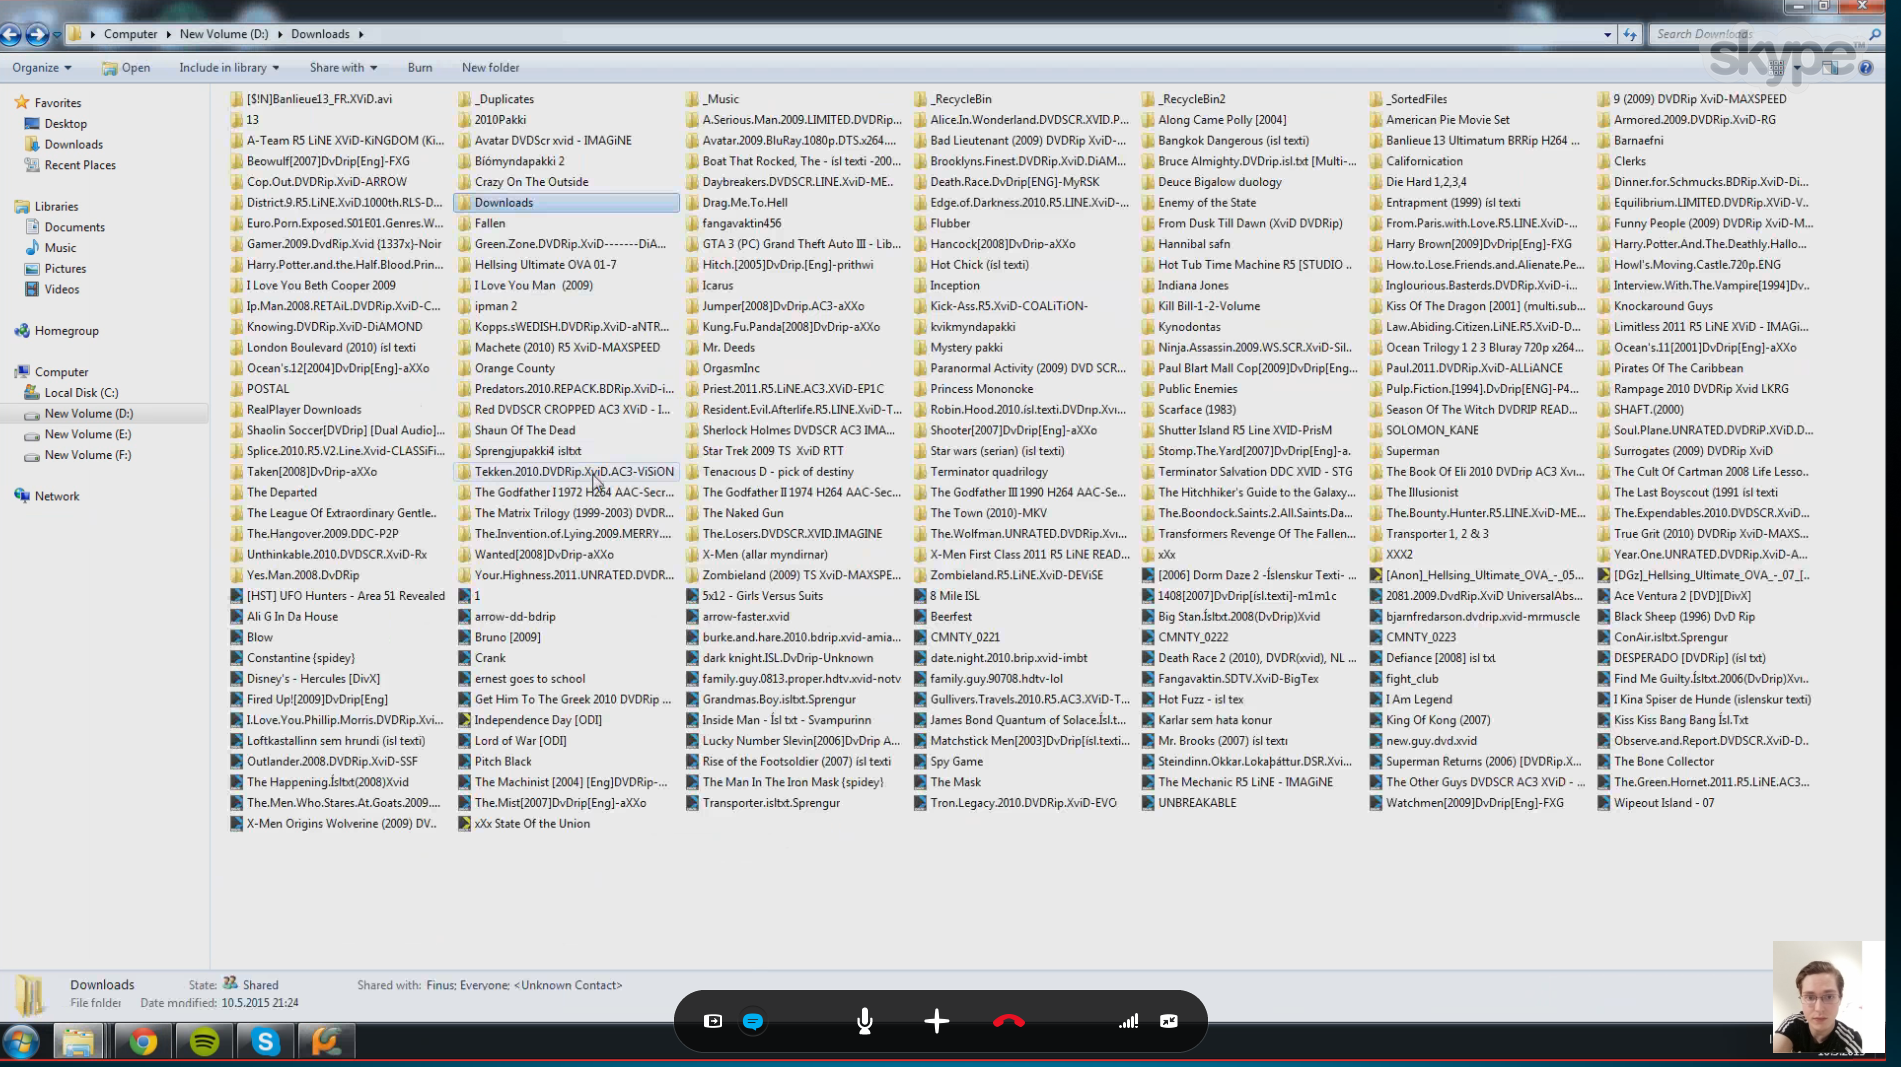 Computer New Volume (D:) Downloads
Search Downloads
skype™
Organize Open Include in library Share with Burn New folder
Favorites
Desktop
Downloads
Recent Places
Libraries
Documents
Music
Pictures
Videos
Homegroup
Computer
Local Disk (C:)
New Volume (D:)
New Volume (E:)
New Volume (F:)
Network
[$!N]Banlieue13_FR.XViD.avi _Duplicates _Music _RecycleBin _RecycleBin2 _SortedFiles 9 (2009) DVDRip XviD-MAXSPEED
13 2010Pakki A.Serious.Man.2009.LIMITED.DVDRip... Alice.In.Wonderland.DVDSCR.XVID.P... Along Came Polly [2004] American Pie Movie Set Armored.2009.DVDRip.XviD-RG
A-Team R5 LiNE XViD-KiNGDOM (Ki... Avatar DVDScr xvid - IMAGiNE Avatar.2009.BluRay.1080p.DTS.x264... Bad Lieutenant (2009) DVDRip XviD-... Bangkok Dangerous (isl texti) Banlieue 13 Ultimatum BRRip H264 ... Barnaefni
Beowulf[2007]DvDrip[Eng]-FXG Bíómyndapakki 2 Boat That Rocked, The - ísl texti -200... Brooklyns.Finest.DVDRip.XviD.DiAM... Bruce Almighty.DVDrip.isl.txt [Multi-... Californication Clerks
Cop.Out.DVDRip.XviD-ARROW Crazy On The Outside Daybreakers.DVDSCR.LINE.XviD-ME... Death.Race.DvDrip[ENG]-MyRSK Deuce Bigalow duology Die Hard 1,2,3,4 Dinner.for.Schmucks.BDRip.XviD-iH...
District.9.R5.LiNE.XviD.1000th.RLS-D... Downloads Drag.Me.To.Hell Edge.of.Darkness.2010.R5.LINE.XviD-... Enemy of the State Entrapment (1999) ísl texti Equilibrium.LIMITED.DVDRip.XviD-V...
Euro.Porn.Exposed.S01E01.Genres.W... Fallen fangavaktin456 Flubber From Dusk Till Dawn (XviD DVDRip) From.Paris.with.Love.R5.LINE.XviD-... Funny People (2009) DVDRip XviD-M...
Gamer.2009.DvdRip.Xvid {1337x}-Noir Green.Zone.DVDRip.XviD-------DiA... GTA 3 (PC) Grand Theft Auto III - Lib... Hancock[2008]DvDrip-aXXo Hannibal safn Harry Brown[2009]DvDrip[Eng]-FXG Harry.Potter.And.The.Deathly.Hallo...
Harry.Potter.and.the.Half.Blood.Prin... Hellsing Ultimate OVA 01-7 Hitch.[2005]DvDrip.[Eng]-prithwi Hot Chick (ísl texti) Hot Tub Time Machine R5 [STUDIO ... How.to.Lose.Friends.and.Alienate.Pe... Howl's.Moving.Castle.720p.ENG
I Love You Beth Cooper 2009 I Love You Man (2009) Icarus Inception Indiana Jones Inglourious.Basterds.DVDRip.XviD-i... Interview.With.The.Vampire[1994]Dv...
Ip.Man.2008.RETAiL.DVDRip.XviD-C... ipman 2 Jumper[2008]DvDrip.AC3-aXXo Kick-Ass.R5.XviD-COALiTiON- Kill Bill-1-2-Volume Kiss Of The Dragon [2001] (multi.sub... Knockaround Guys
Knowing.DVDRip.XviD-DiAMOND Kopps.sWEDISH.DVDRip.XviD-aNTR... Kung.Fu.Panda[2008]DvDrip-aXXo kvikmyndapakki Kynodontas Law.Abiding.Citizen.LiNE.R5.XviD-D... Limitless 2011 R5 LiNE XviD - IMAGi...
London Boulevard (2010) ísl texti Machete (2010) R5 XviD-MAXSPEED Mr. Deeds Mystery pakki Ninja.Assassin.2009.WS.SCR.XviD-Sil... Ocean Trilogy 1 2 3 Bluray 720p x264... Ocean's.11[2001]DvDrip[Eng]-aXXo
Ocean's.12[2004]DvDrip[Eng]-aXXo Orange County OrgasmInc Paranormal Activity (2009) DVD SCR... Paul Blart Mall Cop[2009]DvDrip[Eng... Paul.2011.DVDRip.XviD-ALLiANCE Pirates Of The Caribbean
POSTAL Predators.2010.REPACK.BDRip.XviD-i... Priest.2011.R5.LiNE.AC3.XViD-EP1C Princess Mononoke Public Enemies Pulp.Fiction.[1994].DvDrip[Eng]-P4... Rampage 2010 DVDRip Xvid LKRG
RealPlayer Downloads Red DVDSCR CROPPED AC3 XViD - I... Resident.Evil.Afterlife.R5.LiNE.XViD-... Robin.Hood.2010.ísl.texti.DVDrip.Xvi... Scarface (1983) Season Of The Witch DVDRIP READ... SHAFT.(2000)
Shaolin Soccer[DVDrip] [Dual Audio]... Shaun Of The Dead Sherlock Holmes DVDSCR AC3 IMA... Shooter[2007]DvDrip[Eng]-aXXo Shutter Island R5 Line XviD-PrisM SOLOMON_KANE Soul.Plane.UNRATED.DVDRip.XviD-...
Splice.2010.R5.V2.Line.Xvid-CLASSiFi... Sprengjupakki4 isltxt Star Trek 2009 TS XviD RTT Star wars (serian) (ísl texti) Stomp.The.Yard[2007]DvDrip[Eng]-a... Superman Surrogates (2009) DVDRip XviD
Taken[2008]DvDrip-aXXo Tekken.2010.DVDRip.XviD.AC3-ViSiON Tenacious D - pick of destiny Terminator quadrilogy Terminator Salvation DDC XVID - STG The Book Of Eli 2010 DVDRip AC3 Xvi... The Cult Of Cartman 2008 Life Lesso...
The Departed The Godfather I 1972 H264 AAC-Secr... The Godfather II 1974 H264 AAC-Sec... The Godfather III 1990 H264 AAC-Se... The Hitchhiker's Guide to the Galaxy... The Illusionist The Last Boyscout (1991 ísl texti
The League Of Extraordinary Gentle.. The Matrix Trilogy (1999-2003) DVDR... The Naked Gun The Town (2010)-MKV The.Boondock.Saints.2.All.Saints.Da... The.Bounty.Hunter.R5.LiNE.XviD-ME... The.Expendables.2010.DVDRip.XviD-...
The.Hangover.2009.DDC-P2P The.Invention.of.Lying.2009.MERRY.... The.Losers.DVDSCR.XVID.IMAGiNE The.Wolfman.UNRATED.DVDRip.XviD... Transformers Revenge Of The Fallen... Transporter 1, 2 & 3 True Grit (2010) DVDRip XviD-MAXS...
Unthinkable.2010.DVDSCR.XviD-Rx Wanted[2008]DvDrip-aXXo X-Men (allar myndirnar) X-Men First Class 2011 R5 LiNE READ... xXx XXX2 Year.One.UNRATED.DVDRip.XviD-A...
Yes.Man.2008.DVDRip Your.Highness.2011.UNRATED.DVDR... Zombieland (2009) TS XviD-MAXSPE... Zombieland.R5.LiNE.XviD-DEViSE [2006] Dorm Daze 2 -Íslenskur Texti- ... [Anon]_Hellsing_Ultimate_OVA_-_05... [DGz]_Hellsing_Ultimate_OVA_-_07_[...
[HST] UFO Hunters - Area 51 Revealed 1 5x12 - Girls Versus Suits 8 Mile ISL 1408[2007]DvDrip[ísl.texti]-m1m1c 2081.2009.DvdRip.XviD UniversalAbs... Ace Ventura 2 [DVD][DivX]
Ali G In Da House arrow-dd-bdrip arrow-faster.xvid Beerfest Big Stan.Ísltxt.2008(DvDrip)Xvid bjarnfredarson.dvdrip.xvid-mrmuscle Black Sheep (1996) DvD Rip
Blow Bruno [2009] burke.and.hare.2010.bdrip.xvid-amia... CMNTY_0221 CMNTY_0222 CMNTY_0223 ConAir.isltxt.Sprengur
Constantine {spidey} Crank dark knight.ISL.DvDrip-Unknown date.night.2010.brip.xvid-imbt Death Race 2 (2010), DVDR(xvid), NL ... Defiance [2008] isl txt DESPERADO [DVDRip] (ísl texti)
Disney's - Hercules [DivX] ernest goes to school family.guy.0813.proper.hdtv.xvid-notv family.guy.90708.hdtv-lol Fangavaktin.SDTV.XviD-BigTex fight_club Find Me Guilty.Ísltxt.2006(DvDrip)Xvi...
Fired Up![2009]DvDrip[Eng] Get Him To The Greek 2010 DVDRip ... Grandmas.Boy.isltxt.Sprengur Gullivers.Travels.2010.R5.AC3.XViD-T... Hot Fuzz - isl tex I Am Legend I Kina Spiser de Hunde (islenskur texti)
I.Love.You.Phillip.Morris.DVDRip.XVi... Independence Day [ODI] Inside Man - Ísl txt - Svampurinn James Bond Quantum of Solace.Ísl.t... Karlar sem hata konur King Of Kong (2007) Kiss Kiss Bang Bang Ísl.Txt
Loftkastallinn sem hrundi (isl texti) Lord of War [ODI] Lucky Number Slevin[2006]DvDrip A... Matchstick Men[2003]DvDrip[ísl.texti... Mr. Brooks (2007) ísl texti new.guy.dvd.xvid Observe.and.Report.DVDSCR.XviD-D...
Outlander.2008.DVDRip.XviD-SSF Pitch Black Rise of the Footsoldier (2007) ísl texti Spy Game Steindinn.Okkar.Lokaþáttur.DSR.Xvi... Superman Returns (2006) [DVDRip.X... The Bone Collector
The Happening.Ísltxt(2008)Xvid The Machinist [2004] [Eng]DVDRip-... The Man In The Iron Mask {spidey} The Mask The Mechanic R5 LiNE - IMAGiNE The Other Guys DVDSCR AC3 XViD - ... The.Green.Hornet.2011.R5.LiNE.AC3...
The.Men.Who.Stares.At.Goats.2009.... The.Mist[2007]DvDrip[Eng]-aXXo Transporter.isltxt.Sprengur Tron.Legacy.2010.DVDRip.XviD-EVO UNBREAKABLE Watchmen[2009]DvDrip[Eng]-FXG Wipeout Island - 07
X-Men Origins Wolverine (2009) DV... xXx State Of the Union
Downloads State: Shared Shared with: Finus; Everyone; <Unknown Contact>
File folder Date modified: 10.5.2015 21:24